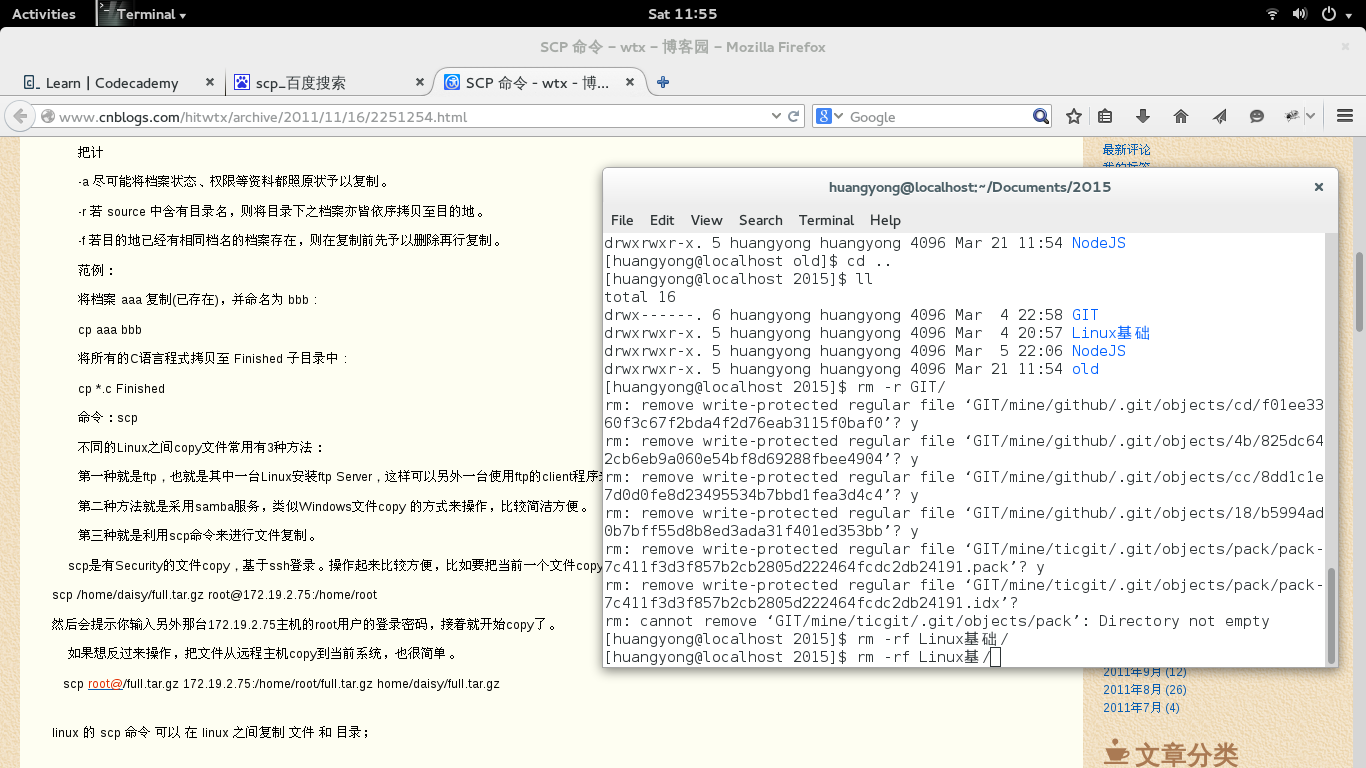 Activities
Terminal
Sat 11:55
SCP 命令 - wtx - 博客园 - Mozilla Firefox
Learn | Codecademy
scp_百度搜索
SCP 命令 - wtx - 博...
www.cnblogs.com/hitwtx/archive/2011/11/16/2251254.html
Google
把计
-a 尽可能将档案状态、权限等资料都照原状予以复制。
-r 若 source 中含有目录名，则将目录下之档案亦皆依序拷贝至目的地。
-f 若目的地已经有相同档名的档案存在，则在复制前先予以删除再行复制。
范例：
将档案 aaa 复制(已存在)，并命名为 bbb：
cp aaa bbb
将所有的C语言程式拷贝至 Finished 子目录中：
cp *.c Finished
命令：scp
不同的Linux之间copy文件常用有3种方法：
第一种就是ftp，也就是其中一台Linux安装ftp Server，这样可以另外一台使用ftp的client程序
第二种方法就是采用samba服务，类似Windows文件copy 的方式来操作，比较简洁方便。
第三种就是利用scp命令来进行文件复制。
scp是有Security的文件copy，基于ssh登录。操作起来比较方便，比如要把当前一个文件copy
scp /home/daisy/full.tar.gz root@172.19.2.75:/home/root
然后会提示你输入另外那台172.19.2.75主机的root用户的登录密码，接着就开始copy了。
如果想反过来操作，把文件从远程主机copy到当前系统，也很简单。
scp root@/full.tar.gz 172.19.2.75:/home/root/full.tar.gz home/daisy/full.tar.gz
linux 的 scp 命令 可以 在 linux 之间复制 文件 和 目录；
最新评论
我的标签
huangyong@localhost:~/Documents/2015
File Edit View Search Terminal Help
drwxrwxr-x. 5 huangyong huangyong 4096 Mar 21 11:54 NodeJS
[huangyong@localhost old]$ cd ..
[huangyong@localhost 2015]$ ll
total 16
drwx------. 6 huangyong huangyong 4096 Mar  4 22:58 GIT
drwxrwxr-x. 5 huangyong huangyong 4096 Mar  4 20:57 Linux基础
drwxrwxr-x. 5 huangyong huangyong 4096 Mar  5 22:06 NodeJS
drwxrwxr-x. 5 huangyong huangyong 4096 Mar 21 11:54 old
[huangyong@localhost 2015]$ rm -r GIT/
rm: remove write-protected regular file ‘GIT/mine/github/.git/objects/cd/f01ee33
60f3c67f2bda4f2d76eab3115f0baf0’? y
rm: remove write-protected regular file ‘GIT/mine/github/.git/objects/4b/825dc64
2cb6eb9a060e54bf8d69288fbee4904’? y
rm: remove write-protected regular file ‘GIT/mine/github/.git/objects/cc/8dd1c1e
7d0d0fe8d23495534b7bbd1fea3d4c4’? y
rm: remove write-protected regular file ‘GIT/mine/github/.git/objects/18/b5994ad
0b7bff55d8b8ed3ada31f401ed353bb’? y
rm: remove write-protected regular file ‘GIT/mine/ticgit/.git/objects/pack/pack-
7c411f3d3f857b2cb2805d222464fcdc2db24191.pack’? y
rm: remove write-protected regular file ‘GIT/mine/ticgit/.git/objects/pack/pack-
7c411f3d3f857b2cb2805d222464fcdc2db24191.idx’?
rm: cannot remove ‘GIT/mine/ticgit/.git/objects/pack’: Directory not empty
[huangyong@localhost 2015]$ rm -rf Linux基础/
[huangyong@localhost 2015]$ rm -rf Linux基/
2011年9月 (12)
2011年8月 (26)
2011年7月 (4)
文章分类